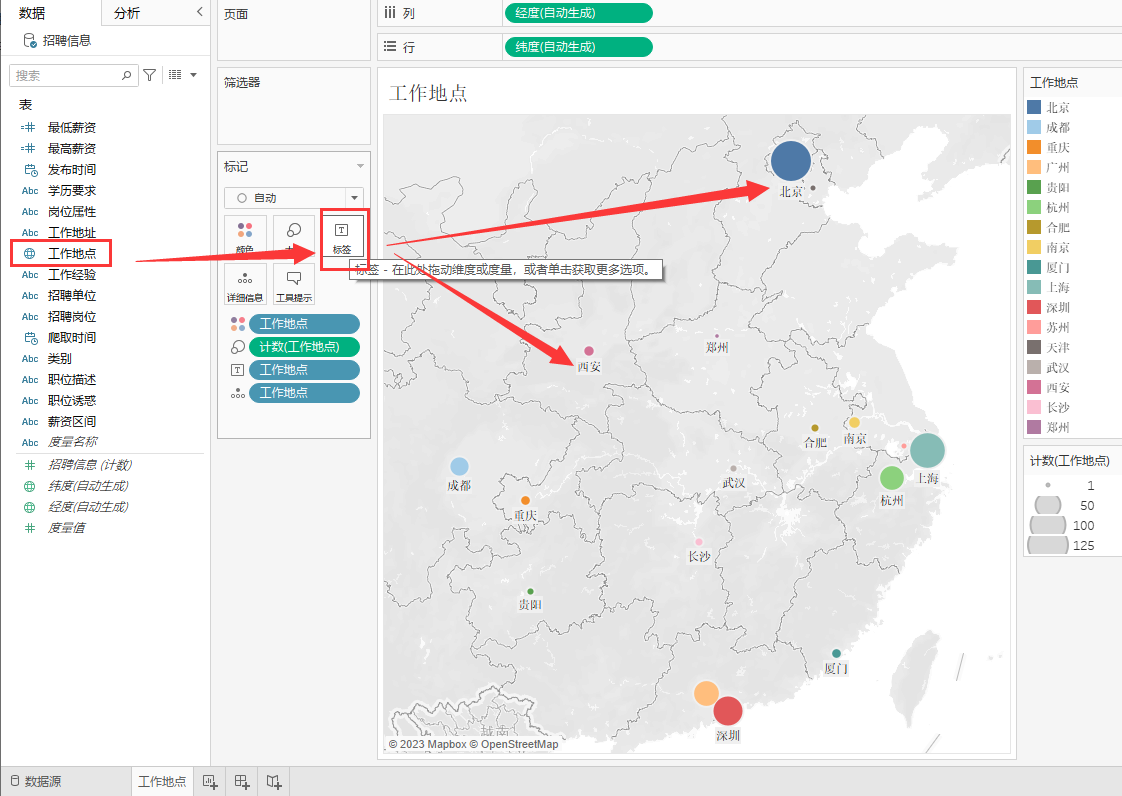 数据
分析
招聘信息
搜索
表
最低薪资
最高薪资
发布时间
Abc 学历要求
Abc 岗位属性
Abc 工作地址
工作地点
Abc 工作经验
Abc 招聘单位
Abc 招聘岗位
爬取时间
Abc 类别
Abc 职位描述
Abc 职位诱惑
Abc 薪资区间
Abc 度量名称
招聘信息 (计数)
纬度(自动生成)
经度(自动生成)
度量值
页面
筛选器
标记
自动
颜色
标签
详细信息
工具提示
工作地点
计数(工作地点)
工作地点
工作地点
列
经度(自动生成)
行
纬度(自动生成)
工作地点
标签 - 在此处拖动维度或度量，或者单击获取更多选项。
北京
郑州
西安
合肥
南京
上海
成都
武汉
杭州
重庆
长沙
贵阳
厦门
深圳
越南
© 2023 Mapbox © OpenStreetMap
工作地点
北京
成都
重庆
广州
贵阳
杭州
合肥
南京
厦门
上海
深圳
苏州
天津
武汉
西安
长沙
郑州
计数(工作地点)
1
50
100
125
数据源
工作地点